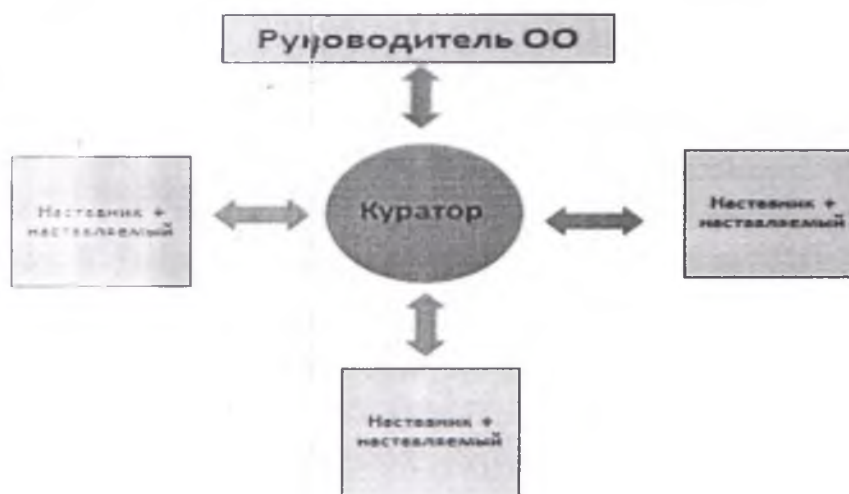 Руководитель ОО
Куратор
Наставник +
наставляемый
Наставник +
наставляемый
Наставник +
наставляемый